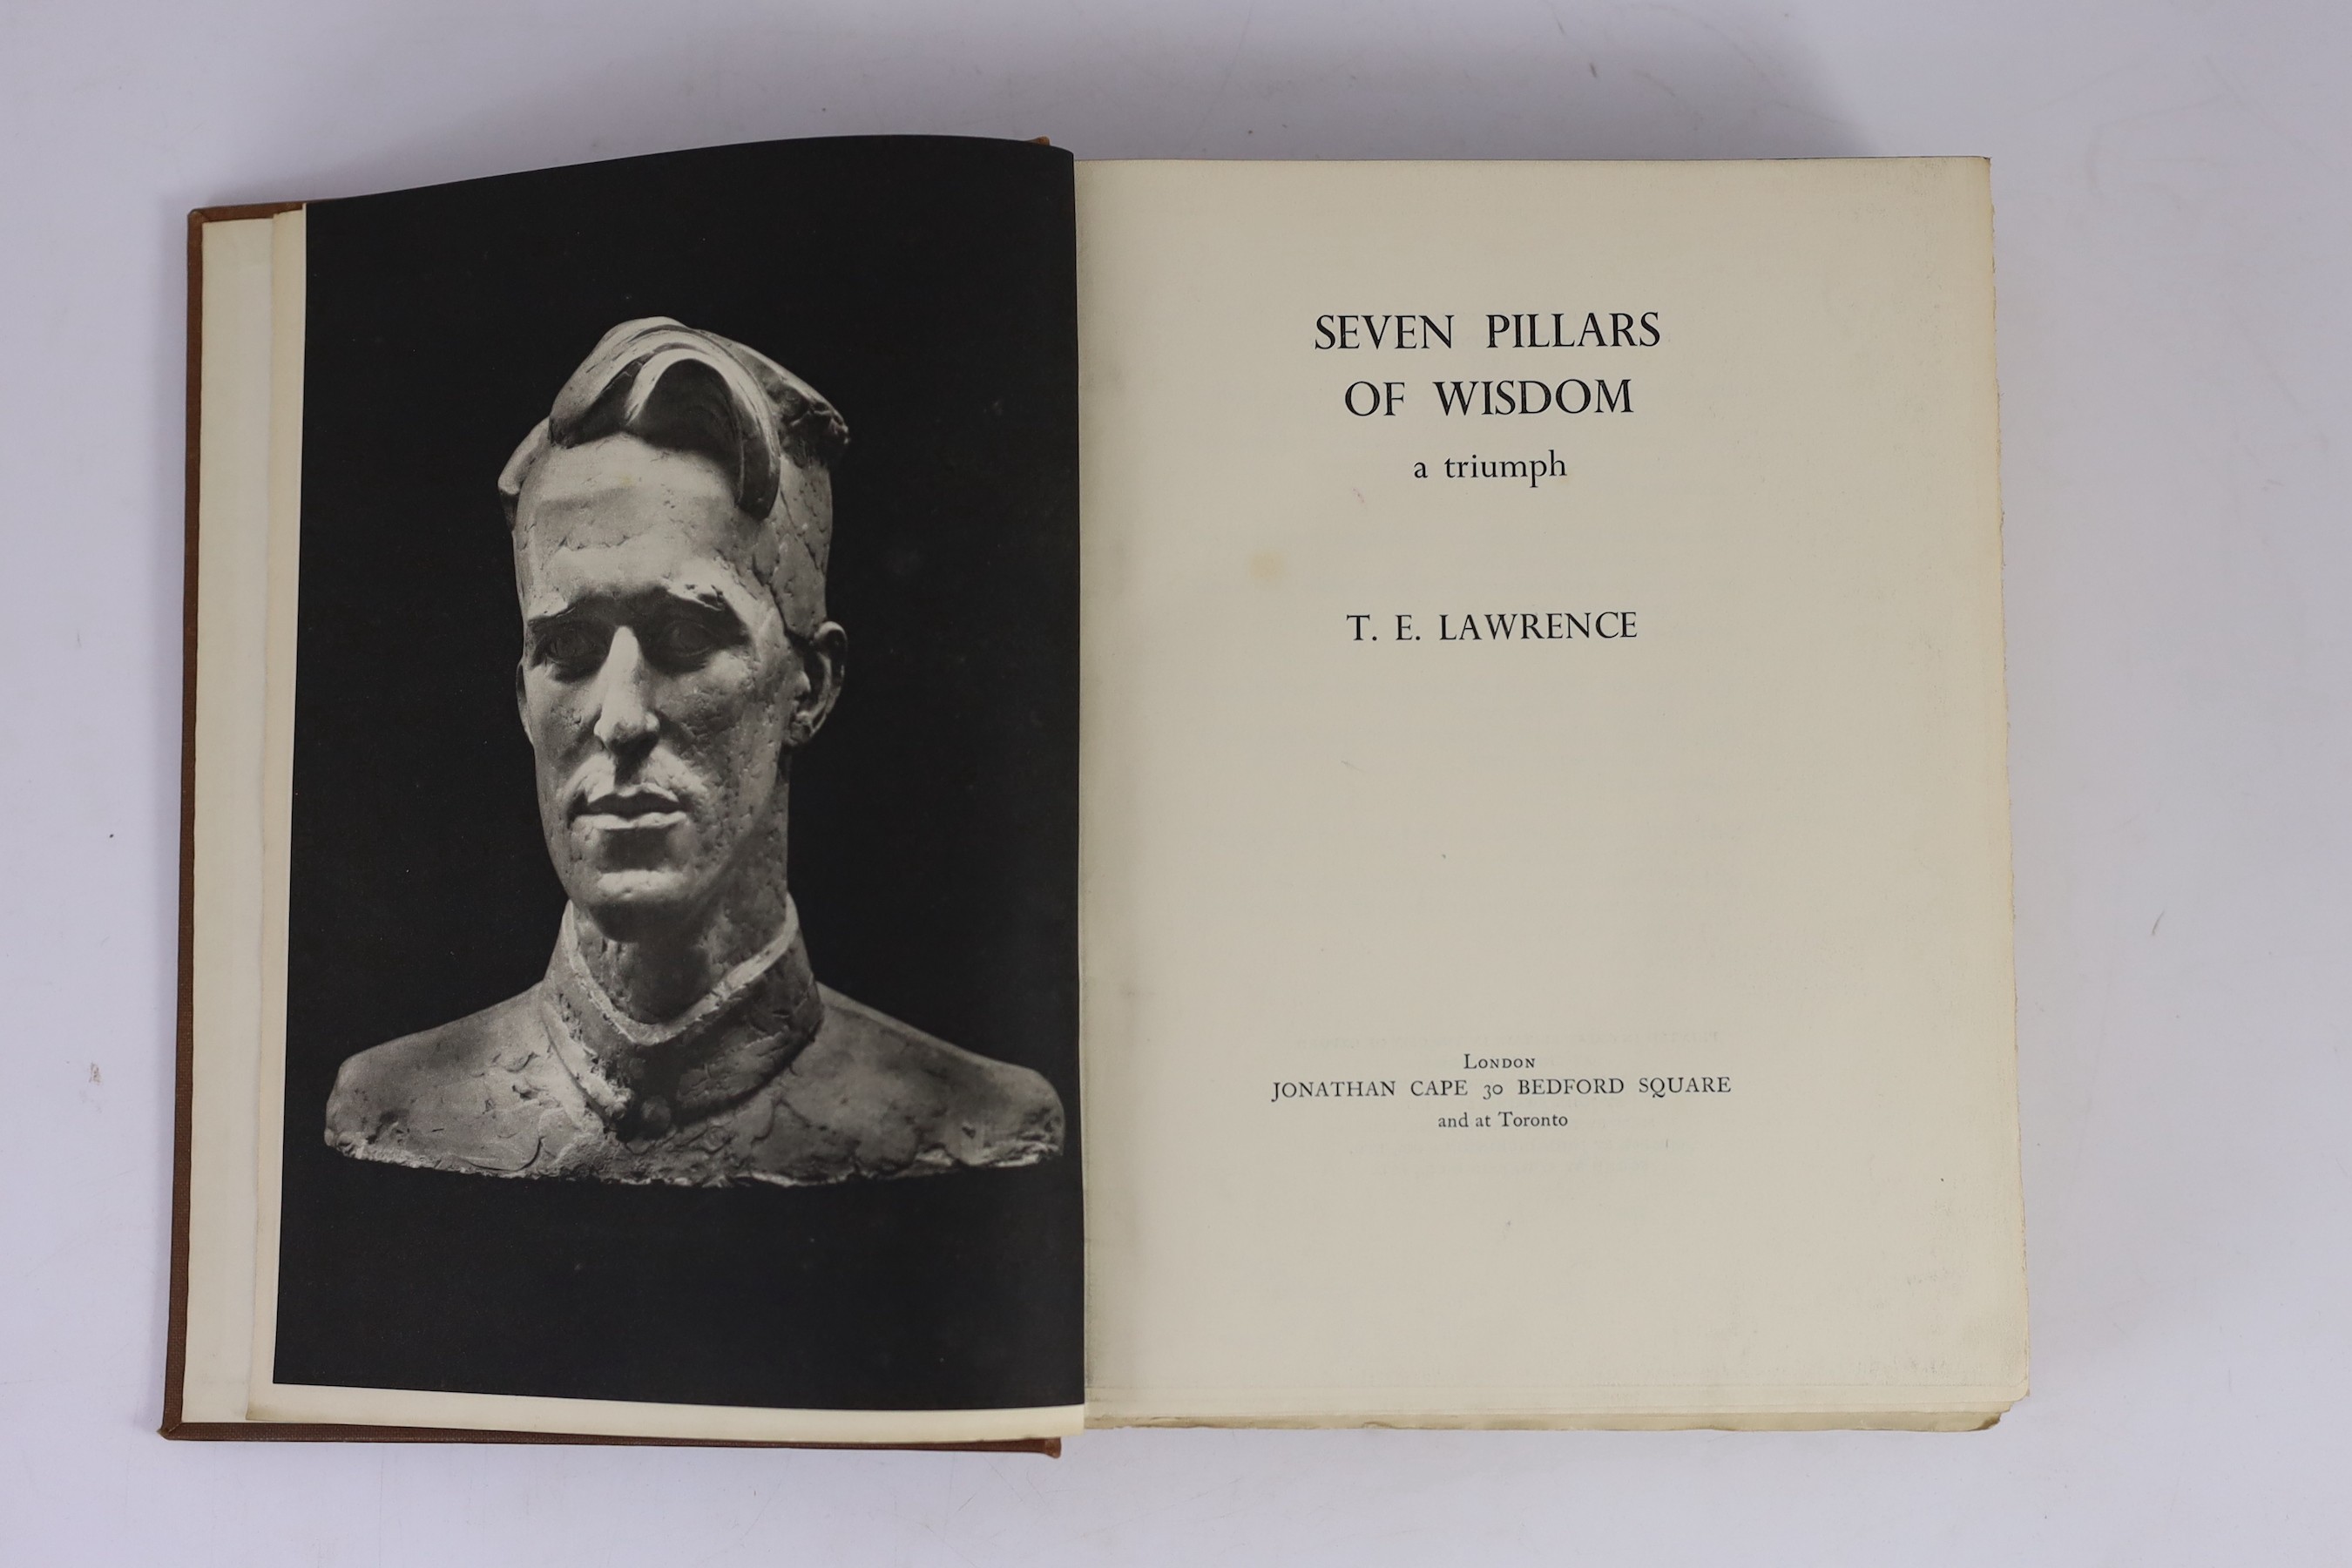 SEVEN PILLARS
OF WISDOM
a triumph
T. E. LAWRENCE
LONDON
JONATHAN CAPE 30 BEDFORD SQUARE
and at Toronto